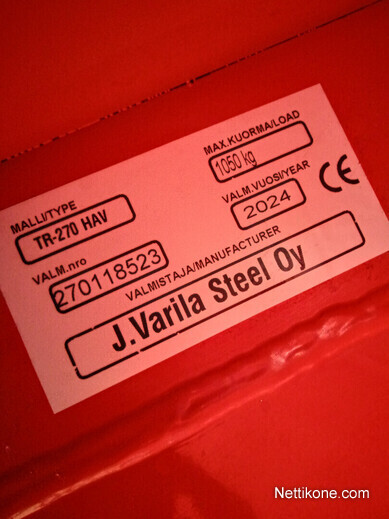 MALLI/TYPE
TR-270 HAV
MAX.KUORMA/LOAD
1050 kg
VALM.nro
270118523
VALM.VUOSI/YEAR
2024
CE
VALMISTAJA/MANUFACTURER
J.Varila Steel Oy
Nettikone.com